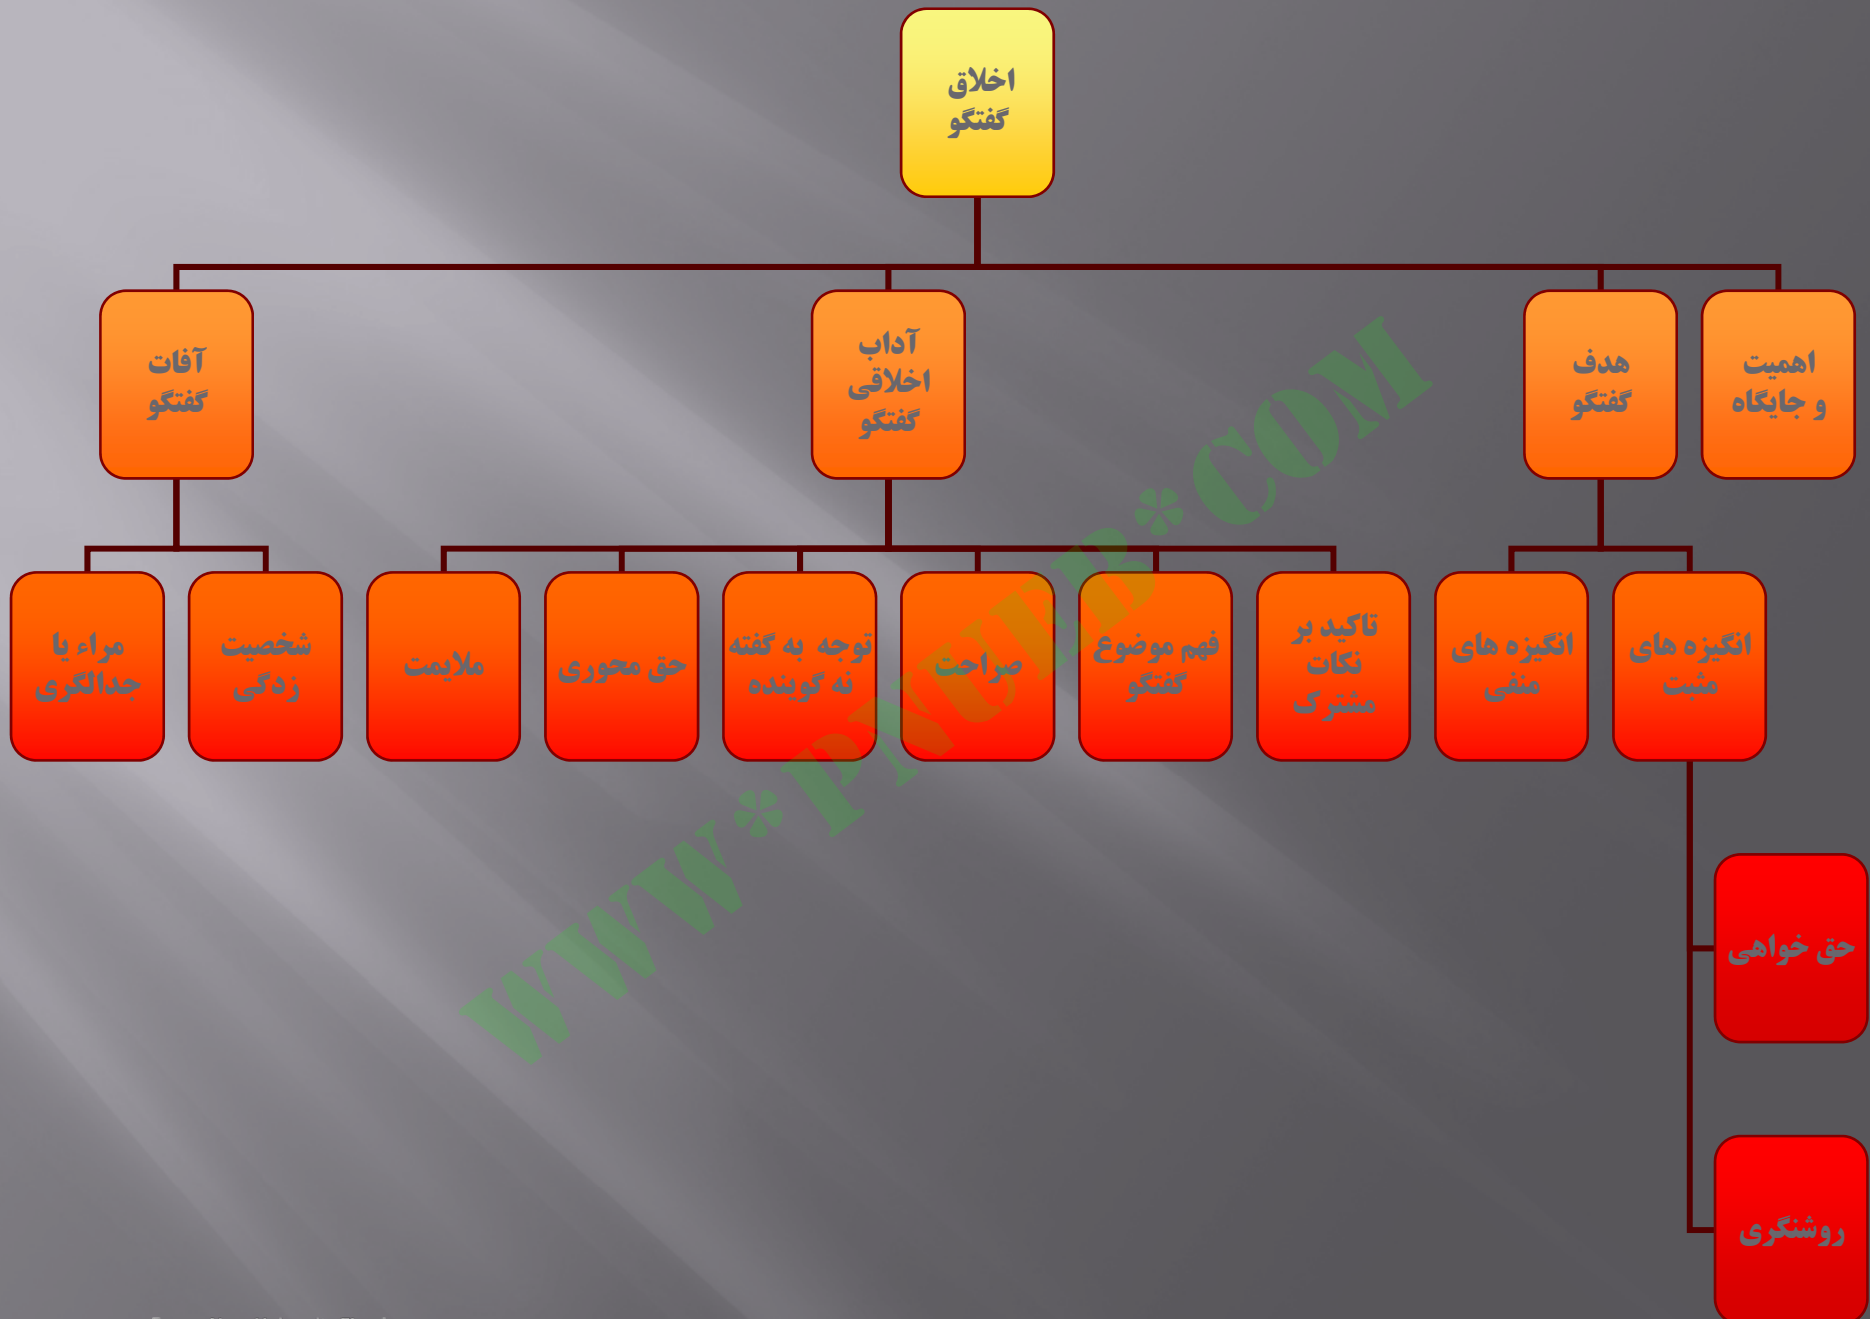 اخلاق
گفتگو
اهمیت
و جایگاه
هدف
گفتگو
آداب
اخلاقی
گفتگو
آفات
گفتگو
انگیزه های
مثبت
انگیزه های
منفی
تاکید بر
نکات
مشترک
فهم موضوع
گفتگو
صراحت
توجه به گفته
نه گوینده
حق محوری
ملایمت
شخصیت
زدگی
مراء یا
جدالگری
حق خواهی
روشنگری
WWW*PNUEB*COM